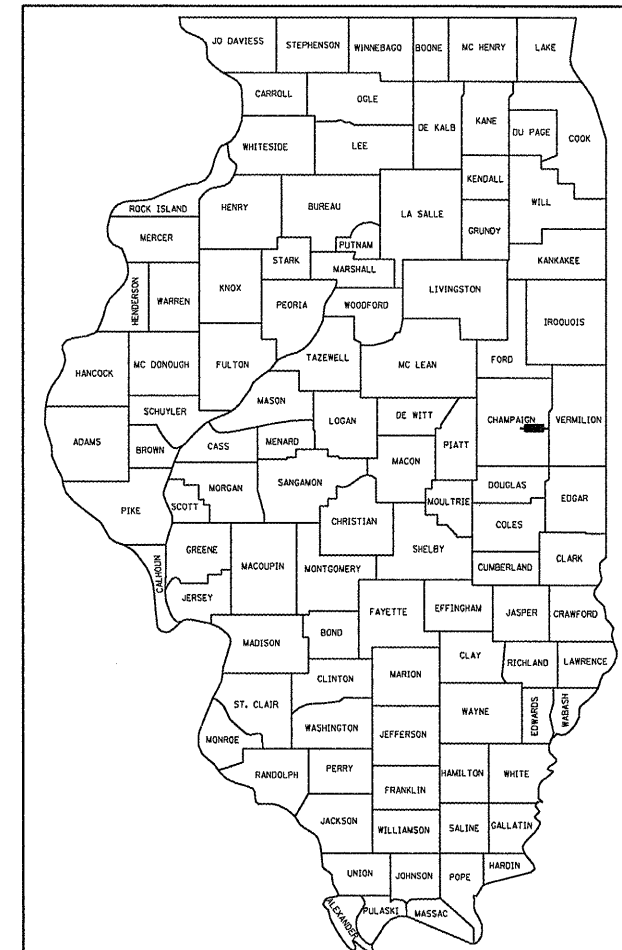 JO DAVIESS STEPHENSON WINNEBAGO BOONE MC HENRY LAKE
CARROLL OGLE DE KALB KANE DU PAGE COOK
WHITESIDE LEE
KENDALL
ROCK ISLAND HENRY BUREAU LA SALLE GRUNDY WILL
MERCER PUTNAM
STARK MARSHALL KANKAKEE
HENDERSON WARREN KNOX PEORIA WOODFORD LIVINGSTON IROQUOIS
HANCOCK MC DONOUGH FULTON TAZEWELL MC LEAN FORD
MASON
SCHUYLER LOGAN DE WITT CHAMPAIGN VERMILION
ADAMS BROWN CASS MENARD MACON PIATT
MORGAN SANGAMON DOUGLAS EDGAR
PIKE SCOTT CHRISTIAN MOULTRIE COLES
GREENE SHELBY
CALHOUN MACOUPIN MONTGOMERY CUMBERLAND CLARK
JERSEY FAYETTE EFFINGHAM JASPER CRAWFORD
MADISON BOND CLAY
CLINTON MARION RICHLAND LAWRENCE
ST. CLAIR WAYNE EDWARDS WABASH
WASHINGTON JEFFERSON
MONROE
RANDOLPH PERRY HAMILTON WHITE
FRANKLIN
JACKSON WILLIAMSON SALINE GALLATIN
UNION JOHNSON POPE HARDIN
ALEXANDER PULASKI MASSAC